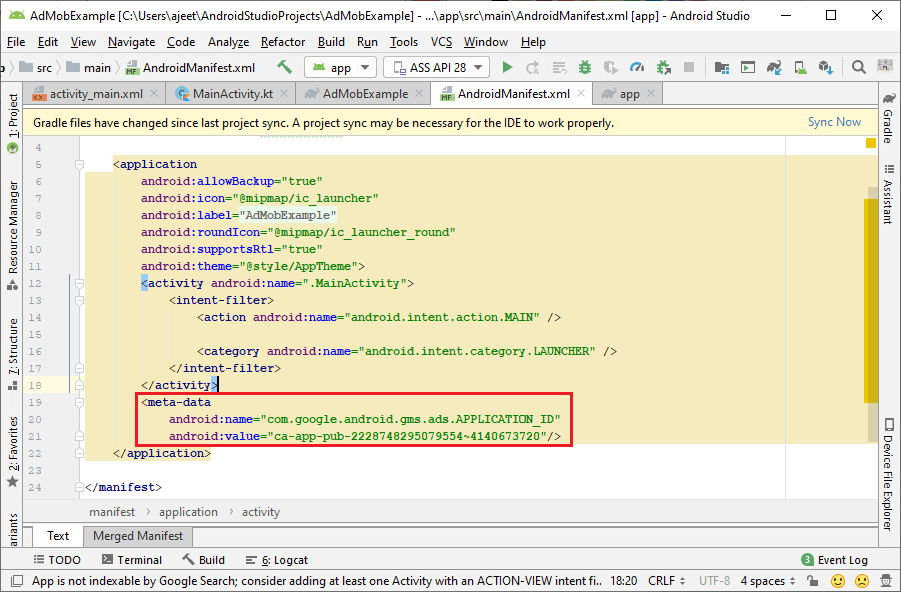 AdMobExample [C:\Users\ajeet\AndroidStudioProjects\AdMobExample] - ...\app\src\main\AndroidManifest.xml [app] - Android Studio
File Edit View Navigate Code Analyze Refactor Build Run Tools VCS Window Help
src main AndroidManifest.xml app ASS API 28
activity_main.xml MainActivity.kt AdMobExample AndroidManifest.xml app
Gradle files have changed since last project sync. A project sync may be necessary for the IDE to work properly. Sync Now
1: Project
Resource Manager
7: Structure
2: Favorites
Gradle
Assistant
Device File Explorer
4
5 <application
6 android:allowBackup="true"
7 android:icon="@mipmap/ic_launcher"
8 android:label="AdMobExample"
9 android:roundIcon="@mipmap/ic_launcher_round"
10 android:supportsRtl="true"
11 android:theme="@style/AppTheme">
12 <activity android:name=".MainActivity">
13 <intent-filter>
14 <action android:name="android.intent.action.MAIN" />
15
16 <category android:name="android.intent.category.LAUNCHER" />
17 </intent-filter>
18 </activity>
19 <meta-data
20 android:name="com.google.android.gms.ads.APPLICATION_ID"
21 android:value="ca-app-pub-2228748295079554~4140673720"/>
22 </application>
23
24 </manifest>
manifest application activity
Text Merged Manifest
TODO Terminal Build 6: Logcat 3 Event Log
App is not indexable by Google Search; consider adding at least one Activity with an ACTION-VIEW intent fi.. 18:20 CRLF UTF-8 4 spaces